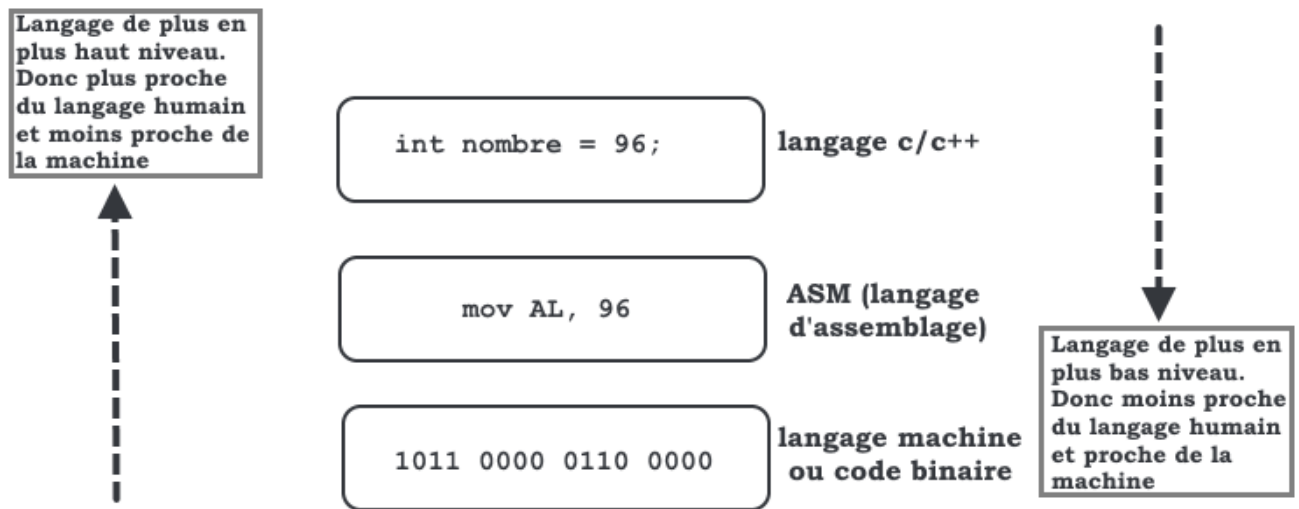 Langage de plus en
plus haut niveau.
Donc plus proche
du langage humain
et moins proche de
la machine
int nombre = 96;
langage c/c++
mov AL, 96
ASM (langage
d'assemblage)
1011 0000 0110 0000
langage machine
ou code binaire
Langage de plus en
plus bas niveau.
Donc moins proche
du langage humain
et proche de la
machine